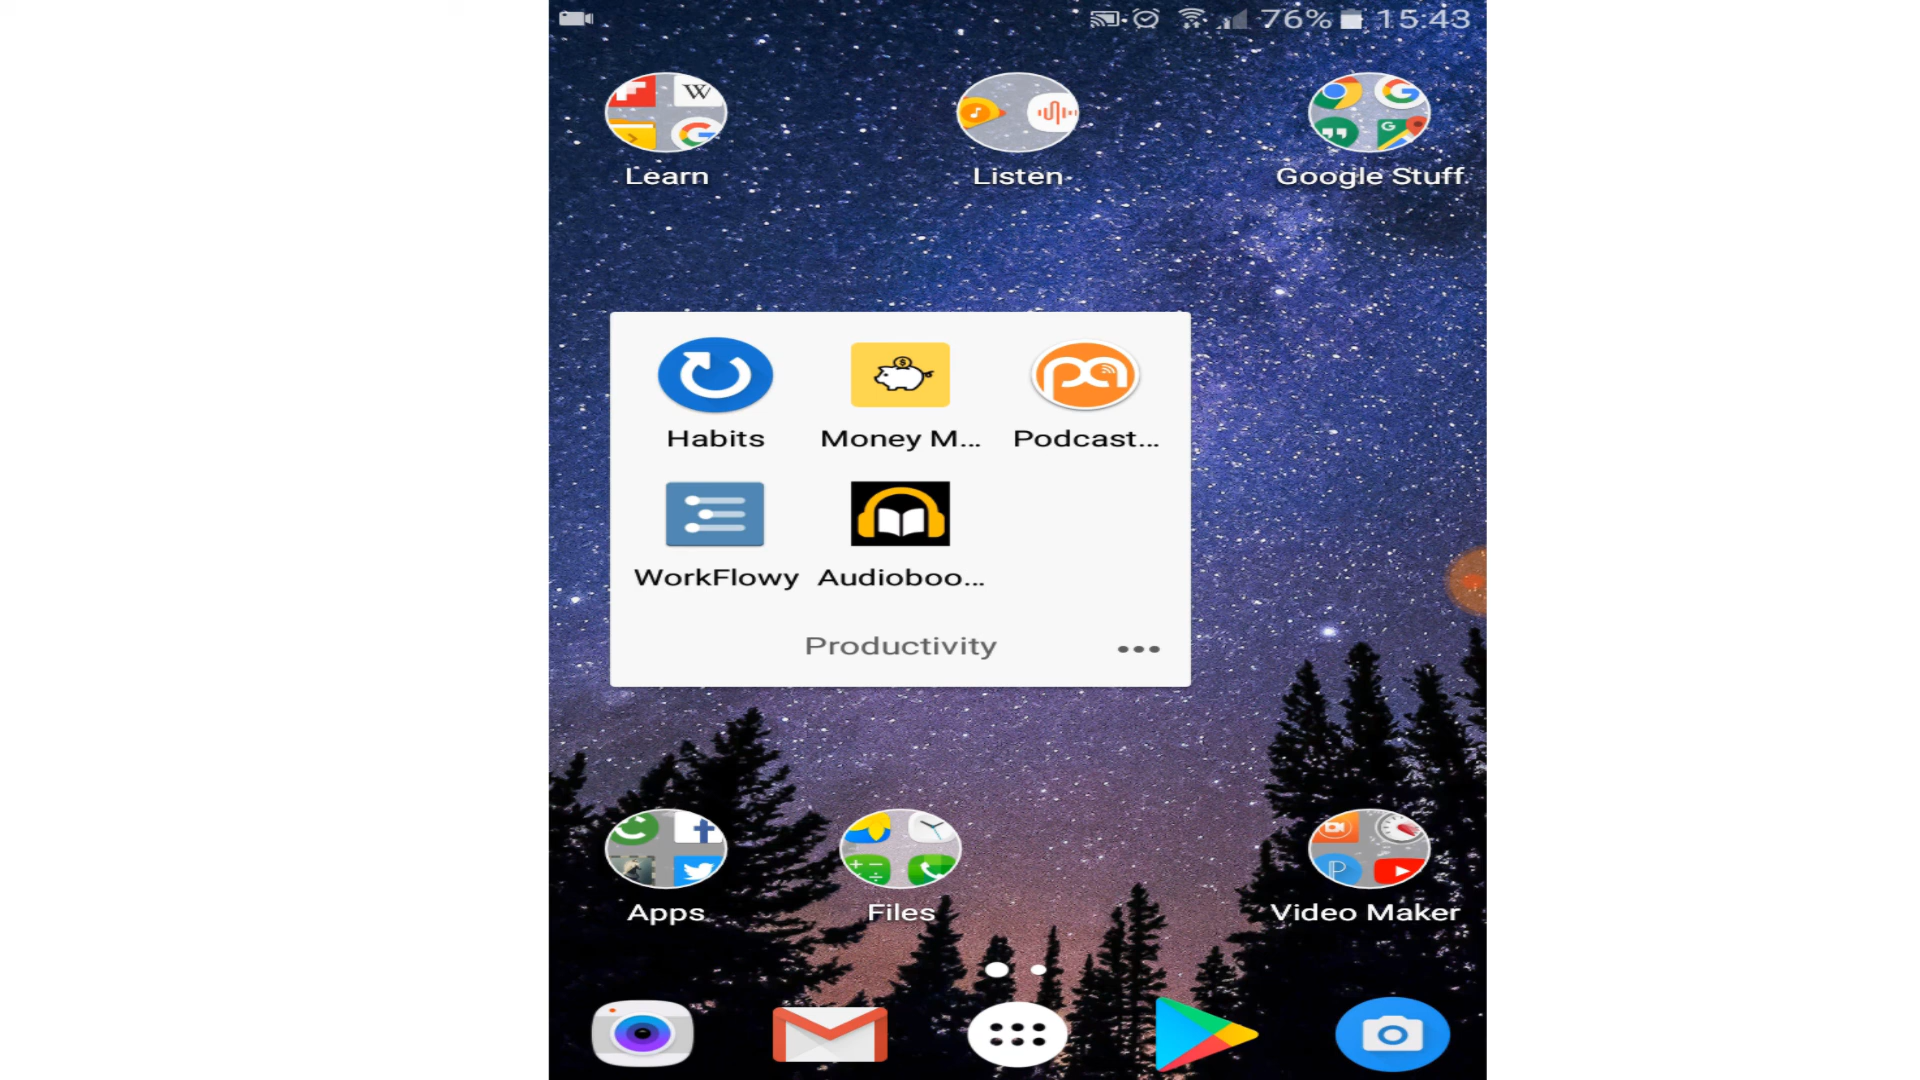 76% 15:43
W
Learn Listen Google Stuff
Habits Money M... Podcast...
WorkFlowy Audioboo...
Productivity
Apps Files Video Maker